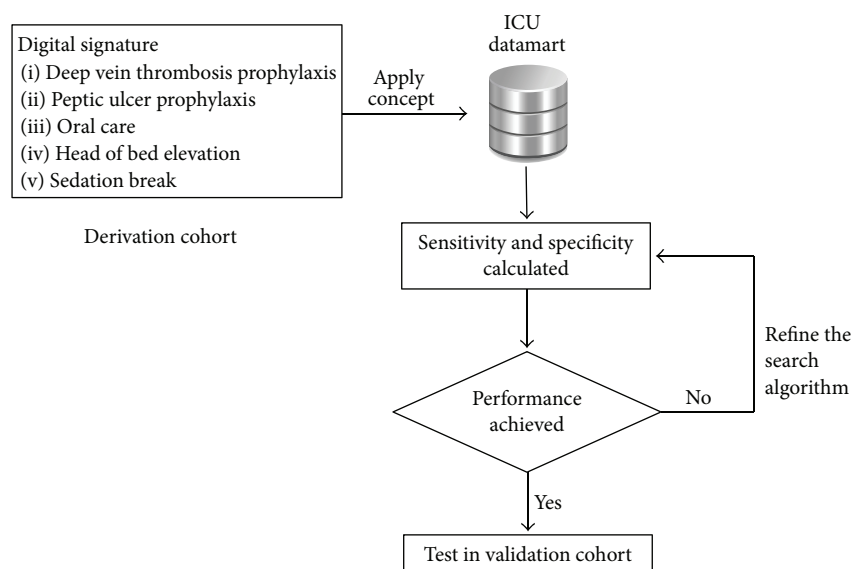 Digital signature
(i) Deep vein thrombosis prophylaxis
(ii) Peptic ulcer prophylaxis
(iii) Oral care
(iv) Head of bed elevation
(v) Sedation break
Derivation cohort
Apply
concept
ICU
datamart
Sensitivity and specificity
calculated
Performance
achieved
No
Refine the
search
algorithm
Yes
Test in validation cohort